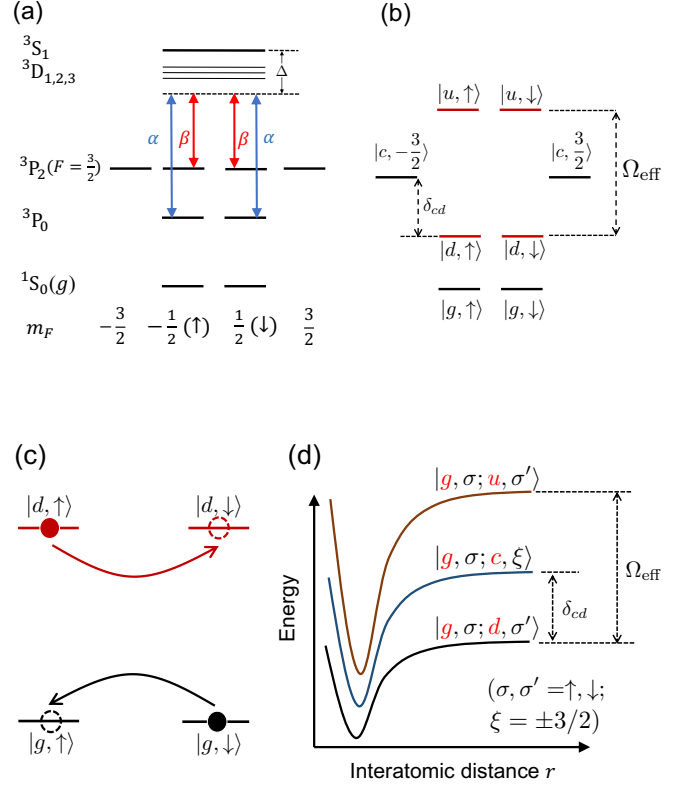 (a)
³S₁
³D₁,₂,₃
Δ
α β β α
³P₂(F = 3/2)
³P₀
¹S₀(g)
m_F −3/2 −1/2 (↑) 1/2 (↓) 3/2
(b)
|u, ↑⟩ |u, ↓⟩
|c, −3/2⟩ |c, 3/2⟩
Ω_eff
δ_cd
|d, ↑⟩ |d, ↓⟩
|g, ↑⟩ |g, ↓⟩
(c)
|d, ↑⟩ |d, ↓⟩
|g, ↑⟩ |g, ↓⟩
(d)
|g, σ; u, σ′⟩
|g, σ; c, ξ⟩
Ω_eff
δ_cd
|g, σ; d, σ′⟩
(σ, σ′ =↑, ↓;
ξ = ±3/2)
Energy
Interatomic distance r